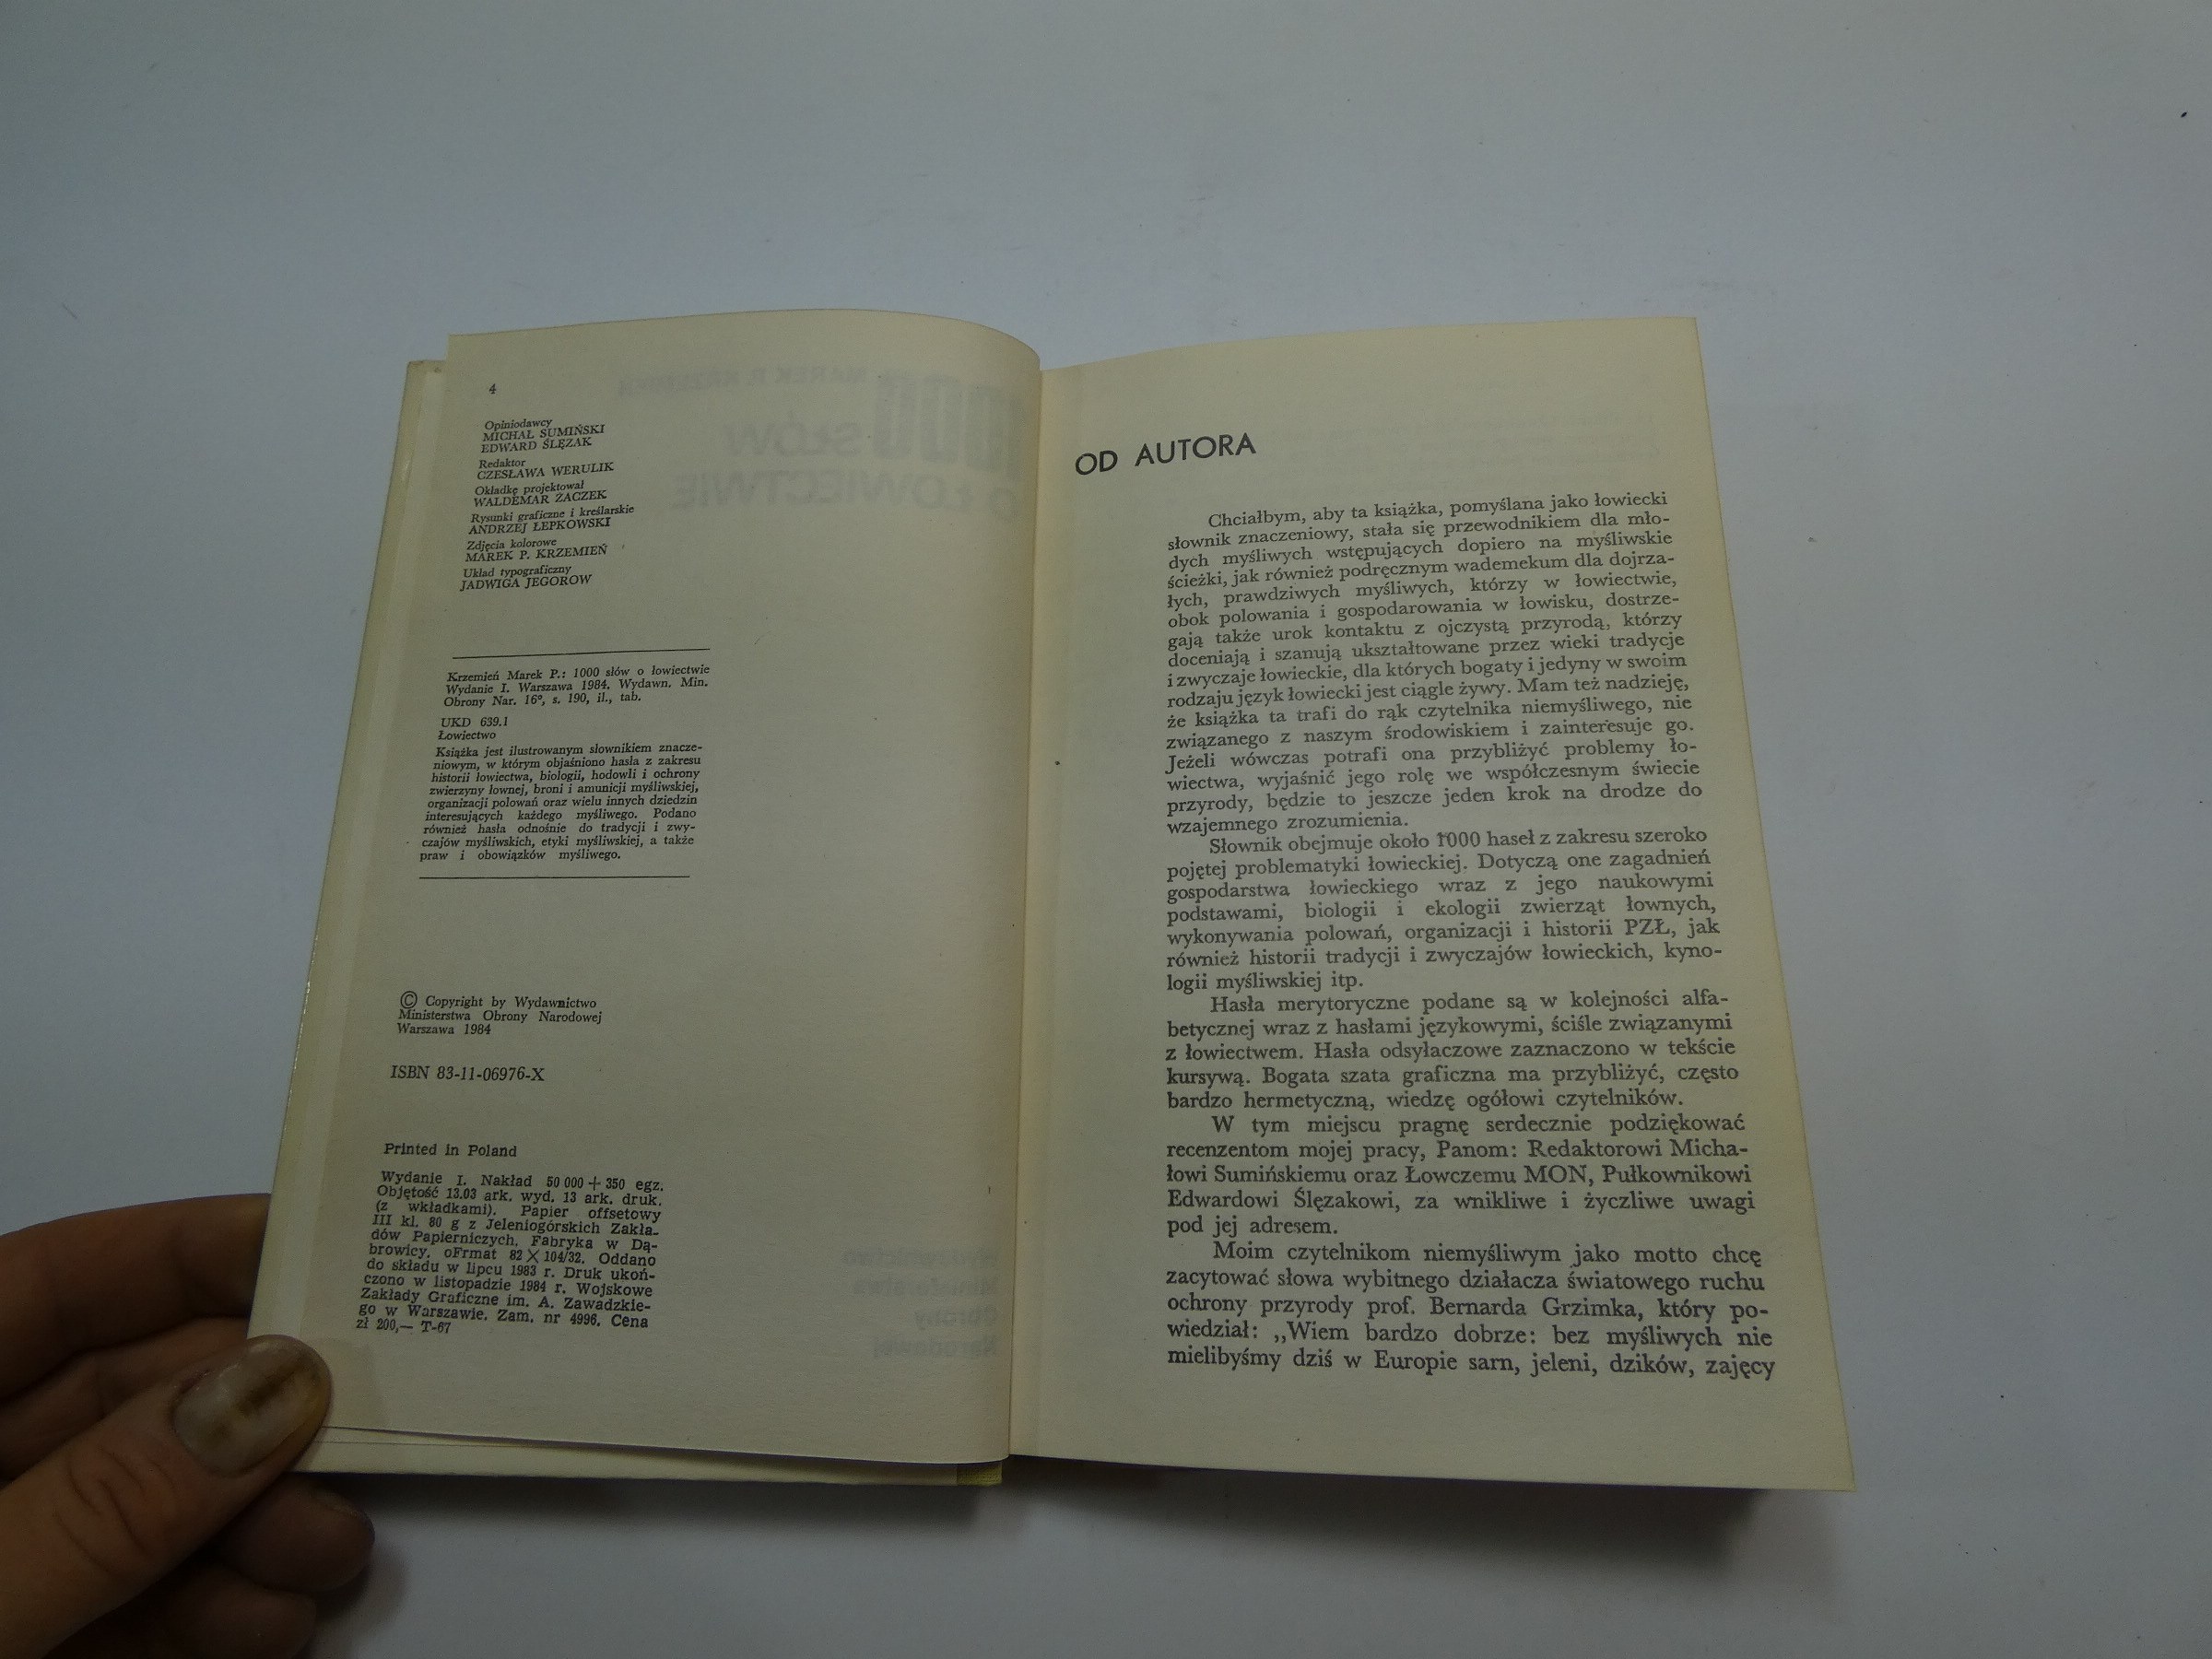 4
Opiniodawcy
MICHAŁ SUMIŃSKI
EDWARD ŚLĘZAK
Redaktor
CZESŁAWA WERULIK
Okładkę projektował
WALDEMAR ŻACZEK
Rysunki graficzne i kreślarskie
ANDRZEJ ŁEPKOWSKI
Zdjęcia kolorowe
MAREK P. KRZEMIEŃ
Układ typograficzny
JADWIGA JEGOROW
Krzemień Marek P.: 1000 słów o łowiectwie
Wydanie I. Warszawa 1984. Wydawn. Min.
Obrony Nar. 16°, s. 190, il., tab.
UKD 639.1
Łowiectwo
Książka jest ilustrowanym słownikiem znacze-
niowym, w którym objaśniono hasła z zakresu
historii łowiectwa, biologii, hodowli i ochrony
zwierzyny łownej, broni i amunicji myśliwskiej,
organizacji polowań oraz wielu innych dziedzin
interesujących każdego myśliwego. Podano
również hasła odnośnie do tradycji i zwy-
czajów myśliwskich, etyki myśliwskiej, a także
praw i obowiązków myśliwego.
© Copyright by Wydawnictwo
Ministerstwa Obrony Narodowej
Warszawa 1984
ISBN 83-11-06976-X
Printed in Poland
Wydanie I. Nakład 50 000 + 350 egz.
Objętość 13.03 ark. wyd. 13 ark. druk.
(z wkładkami). Papier offsetowy
III kl. 80 g z Jeleniogórskich Zakła-
dów Papierniczych, Fabryka w Dą-
browicy. oFrmat 82 X 104/32. Oddano
do składu w lipcu 1983 r. Druk ukoń-
czono w listopadzie 1984 r. Wojskowe
Zakłady Graficzne im. A. Zawadzkie-
go w Warszawie. Zam. nr 4996. Cena
zł 200,— T-67
OD AUTORA
Chciałbym, aby ta książka, pomyślana jako łowiecki
słownik znaczeniowy, stała się przewodnikiem dla mło-
dych myśliwych wstępujących dopiero na myśliwskie
ścieżki, jak również podręcznym wademekum dla dojrza-
łych, prawdziwych myśliwych, którzy w łowiectwie,
obok polowania i gospodarowania w łowisku, dostrze-
gają także urok kontaktu z ojczystą przyrodą, którzy
doceniają i szanują ukształtowane przez wieki tradycje
i zwyczaje łowieckie, dla których bogaty i jedyny w swoim
rodzaju język łowiecki jest ciągle żywy. Mam też nadzieję,
że książka ta trafi do rąk czytelnika niemyśliwego, nie
związanego z naszym środowiskiem i zainteresuje go.
Jeżeli wówczas potrafi ona przybliżyć problemy ło-
wiectwa, wyjaśnić jego rolę we współczesnym świecie
przyrody, będzie to jeszcze jeden krok na drodze do
wzajemnego zrozumienia.
Słownik obejmuje około 1000 haseł z zakresu szeroko
pojętej problematyki łowieckiej. Dotyczą one zagadnień
gospodarstwa łowieckiego wraz z jego naukowymi
podstawami, biologii i ekologii zwierząt łownych,
wykonywania polowań, organizacji i historii PZŁ, jak
również historii tradycji i zwyczajów łowieckich, kyno-
logii myśliwskiej itp.
Hasła merytoryczne podane są w kolejności alfa-
betycznej wraz z hasłami językowymi, ściśle związanymi
z łowiectwem. Hasła odsyłaczowe zaznaczono w tekście
kursywą. Bogata szata graficzna ma przybliżyć, często
bardzo hermetyczną, wiedzę ogółowi czytelników.
W tym miejscu pragnę serdecznie podziękować
recenzentom mojej pracy, Panom: Redaktorowi Micha-
łowi Sumińskiemu oraz Łowczemu MON, Pułkownikowi
Edwardowi Ślęzakowi, za wnikliwe i życzliwe uwagi
pod jej adresem.
Moim czytelnikom niemyśliwym jako motto chcę
zacytować słowa wybitnego działacza światowego ruchu
ochrony przyrody prof. Bernarda Grzimka, który po-
wiedział: „Wiem bardzo dobrze: bez myśliwych nie
mielibyśmy dziś w Europie sarn, jeleni, dzików, zajęcy